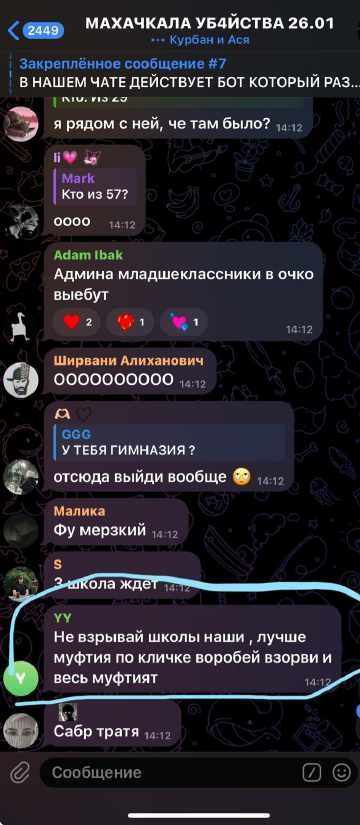 2449
МАХАЧКАЛА УБ4ЙСТВА 26.01
Курбан и Ася
Закреплённое сообщение #7
В НАШЕМ ЧАТЕ ДЕЙСТВУЕТ БОТ КОТОРЫЙ РАЗ...
Кто. Из 29
я рядом с ней, че там было? 14:12
li
Mark
Кто из 57?
оооо 14:12
Adam Ibak
Админа младшеклассники в очко
выебут
2 1 1
14:12
Ширвани Алиханович
ОООООООООО 14:12
GGG
У ТЕБЯ ГИМНАЗИЯ ?
отсюда выйди вообще 14:12
Малика
Фу мерзкий 14:12
S
3 школа ждет 14:12
YY
Не взрывай школы наши , лучше
муфтия по кличке воробей взорви и
весь муфтият
14:12
Y
Сабр тратя 14:12
Сообщение